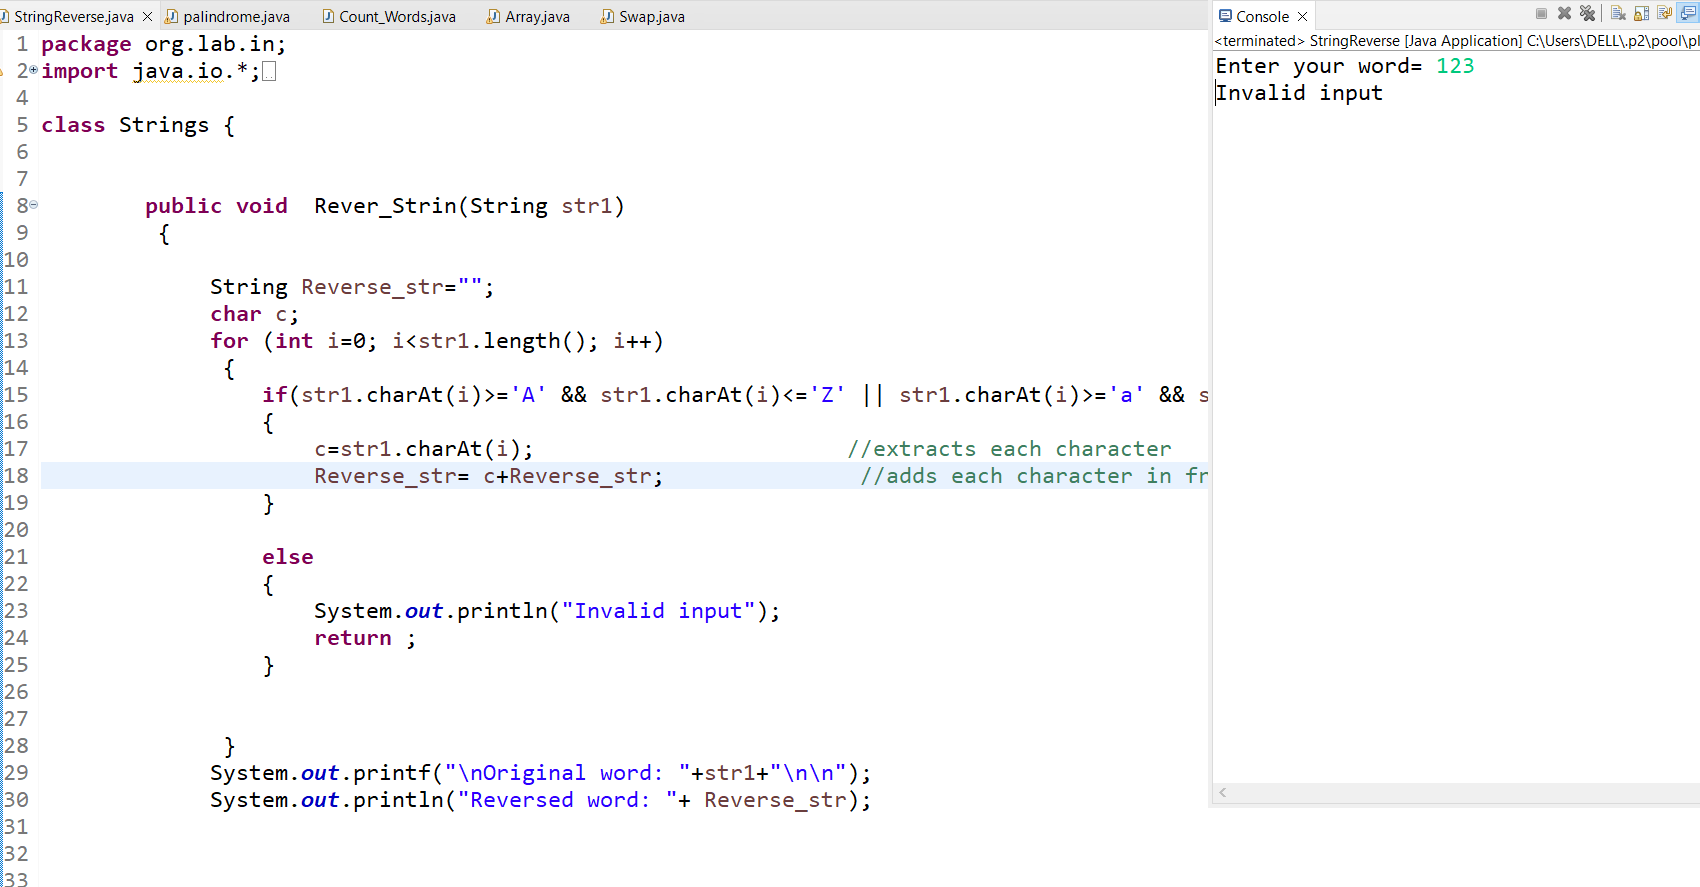 StringReverse.java palindrome.java Count_Words.java Array.java Swap.java
1 package org.lab.in;
2 import java.io.*;
4
5 class Strings {
6
7
8 public void Rever_Strin(String str1)
9 {
10
11 String Reverse_str="";
12 char c;
13 for (int i=0; i<str1.length(); i++)
14 {
15 if(str1.charAt(i)>='A' && str1.charAt(i)<='Z' || str1.charAt(i)>='a' && s
16 {
17 c=str1.charAt(i); //extracts each character
18 Reverse_str= c+Reverse_str; //adds each character in fr
19 }
20
21 else
22 {
23 System.out.println("Invalid input");
24 return ;
25 }
26
27
28 }
29 System.out.printf("\nOriginal word: "+str1+"\n\n");
30 System.out.println("Reversed word: "+ Reverse_str);
31
32
33
Console
<terminated> StringReverse [Java Application] C:\Users\DELL\.p2\pool\pl
Enter your word= 123
Invalid input